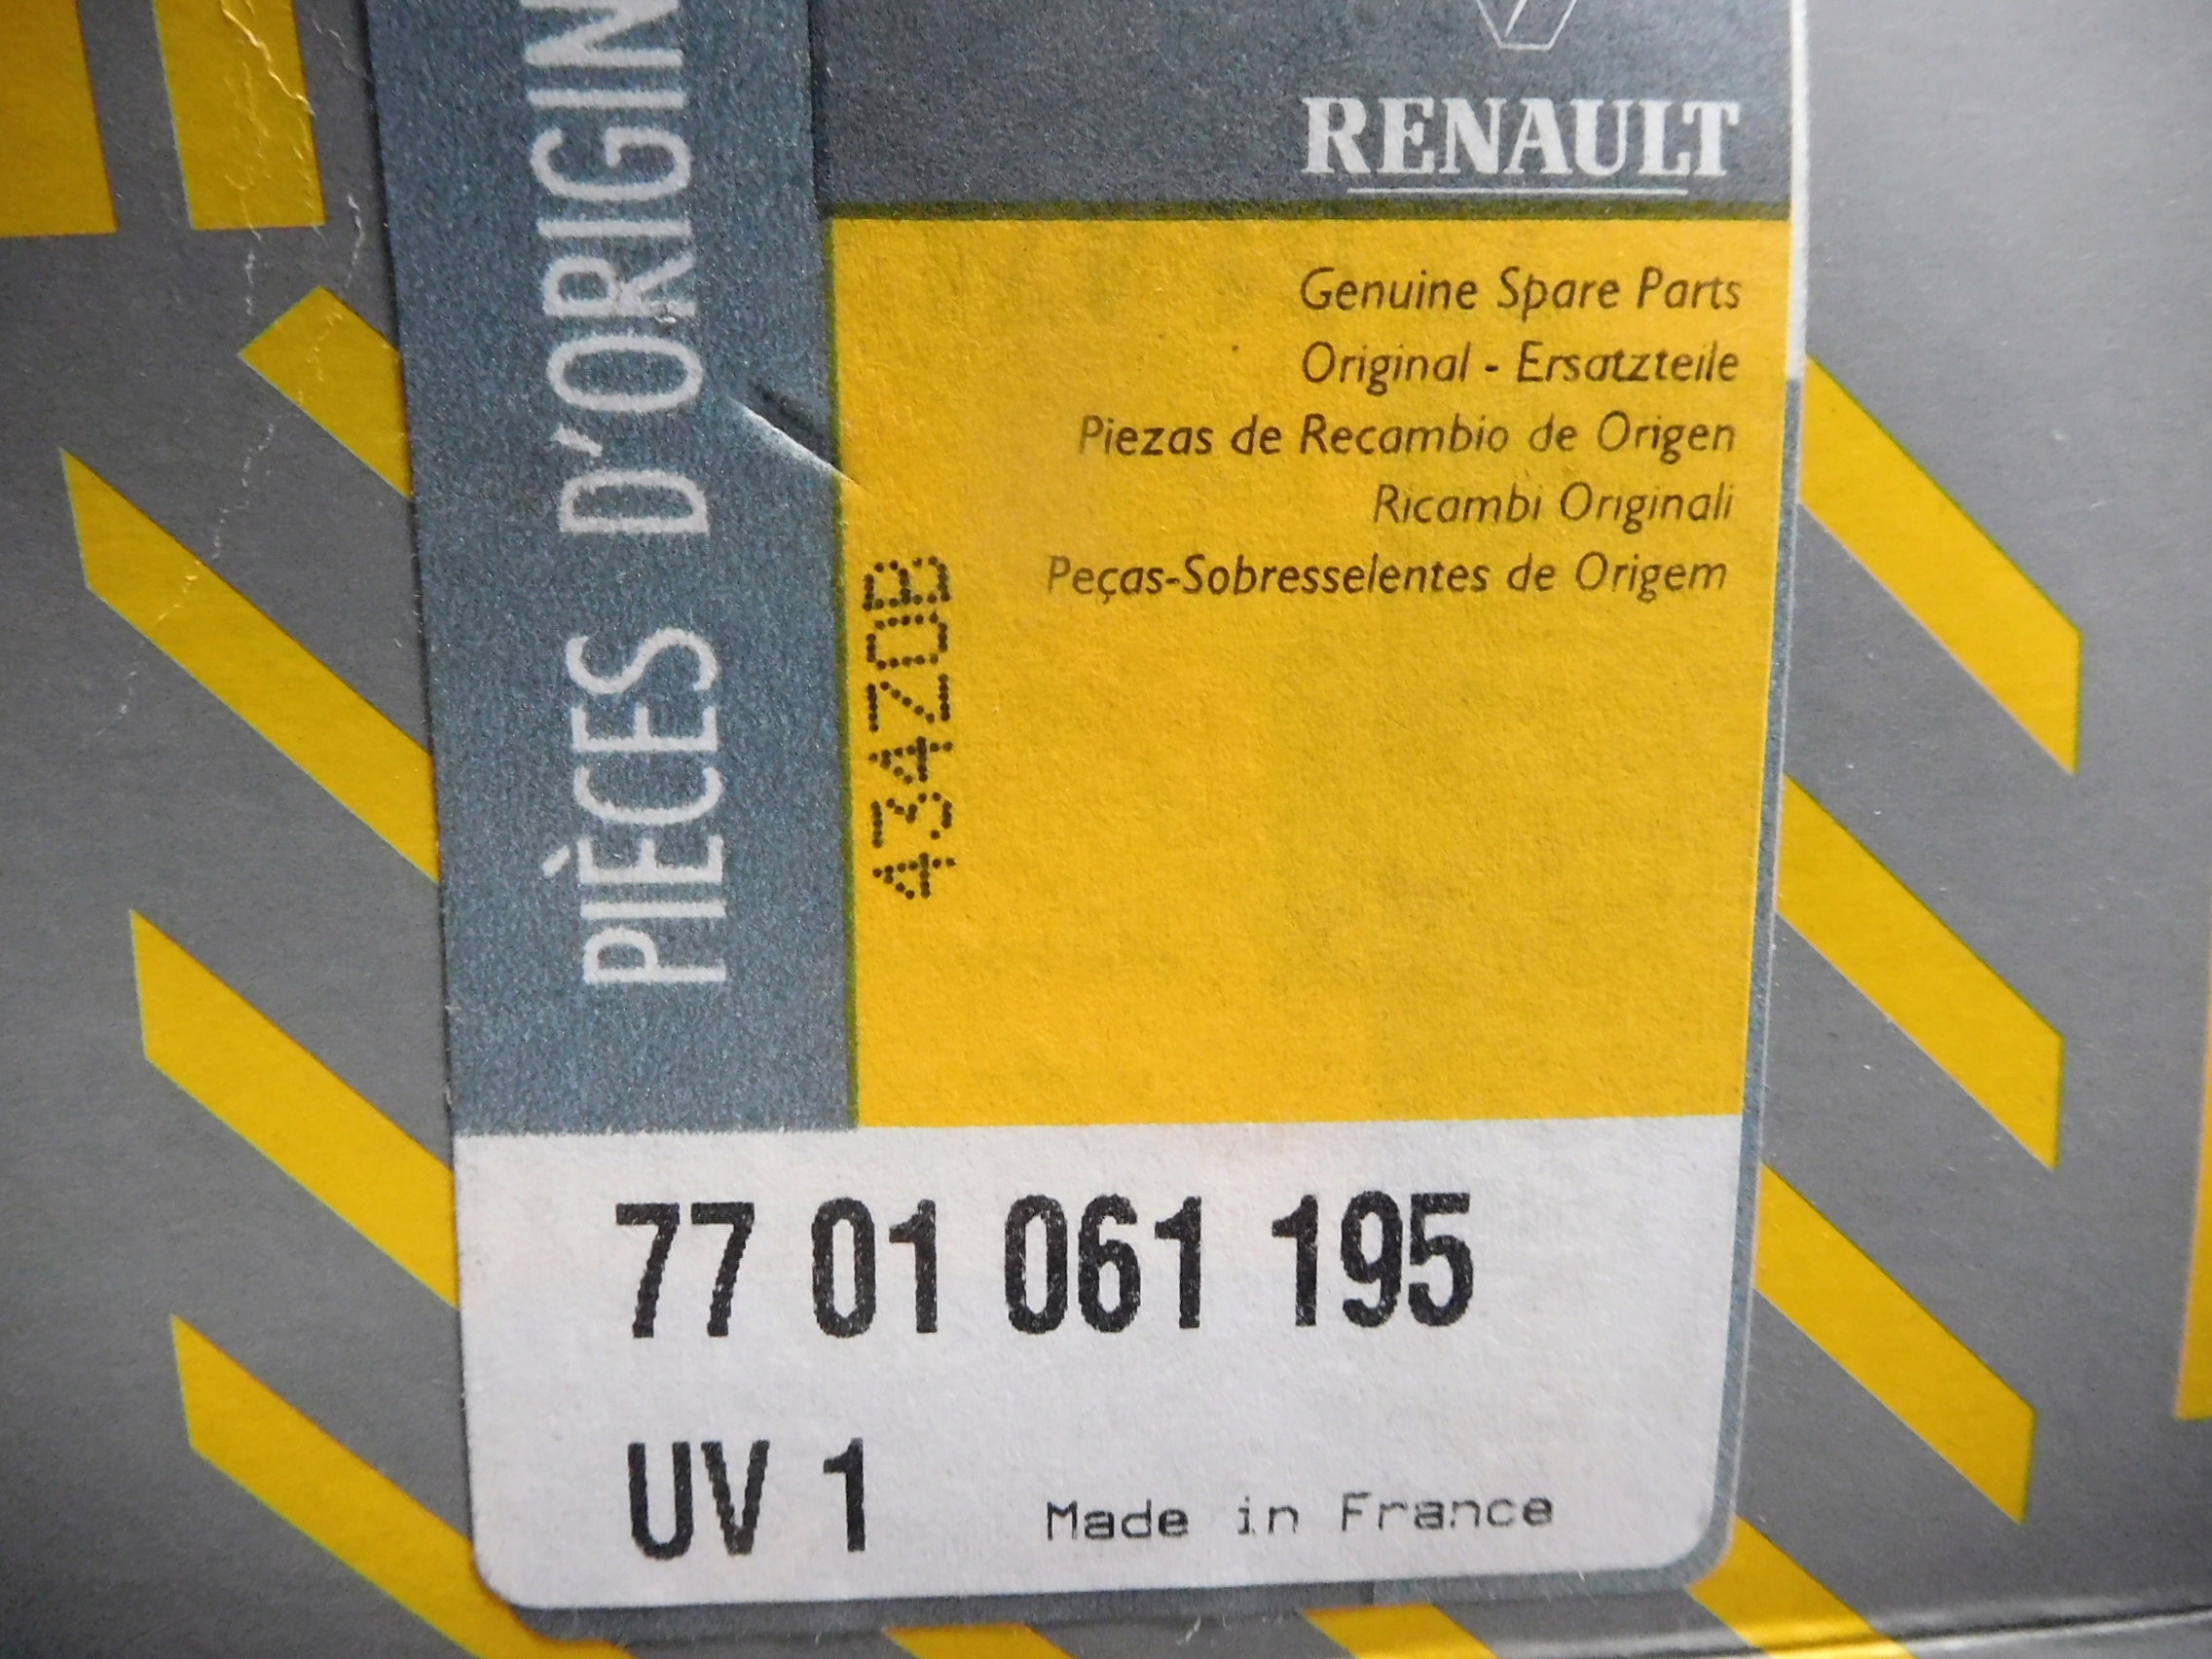 RENAULT
PIÈCES D'ORIGIN
Genuine Spare Parts
Original - Ersatzteile
Piezas de Recambio de Origen
Ricambi Originali
Peças-Sobresselentes de Origem
434ZOB
77 01 061 195
UV 1
Made in France